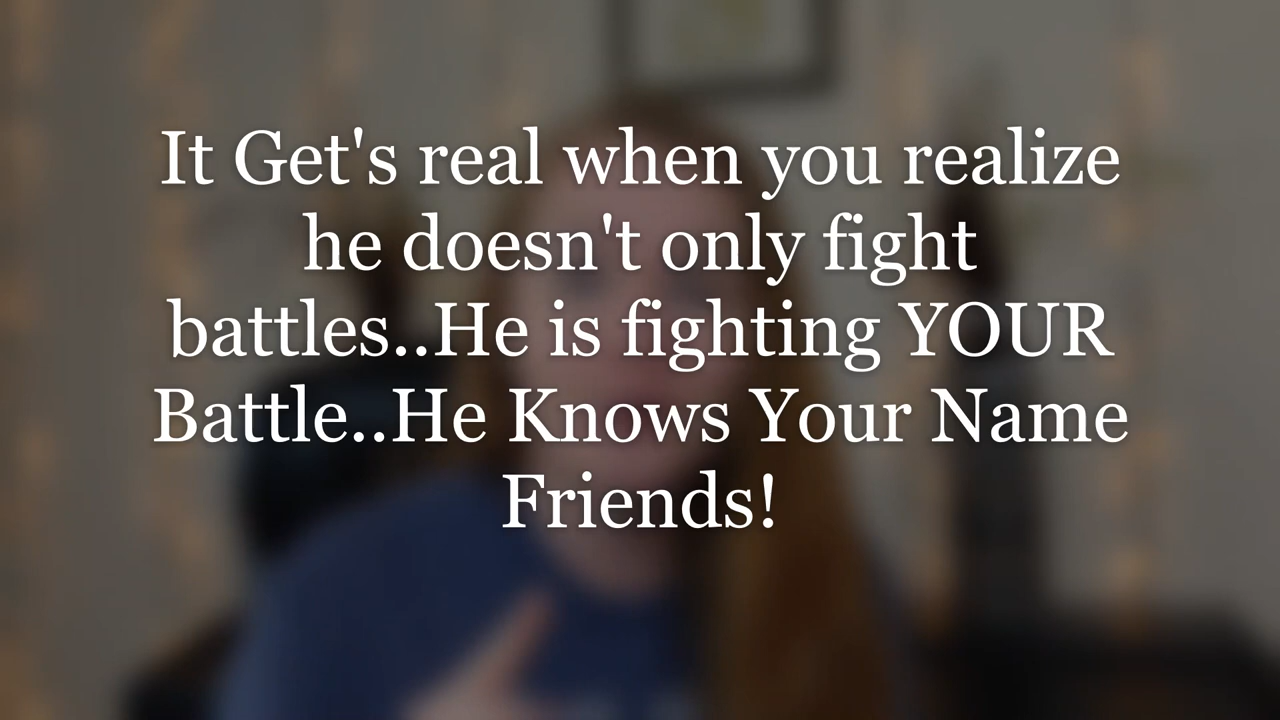 It Get's real when you realize
he doesn't only fight
battles..He is fighting YOUR
Battle..He Knows Your Name
Friends!